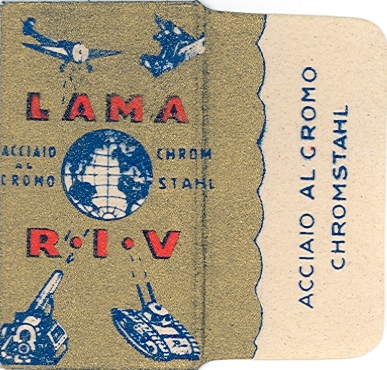 LAMA
ACCIAIO AL CROMO
CHROM STAHL
R·I·V
ACCIAIO AL CROMO
CHROMSTAHL